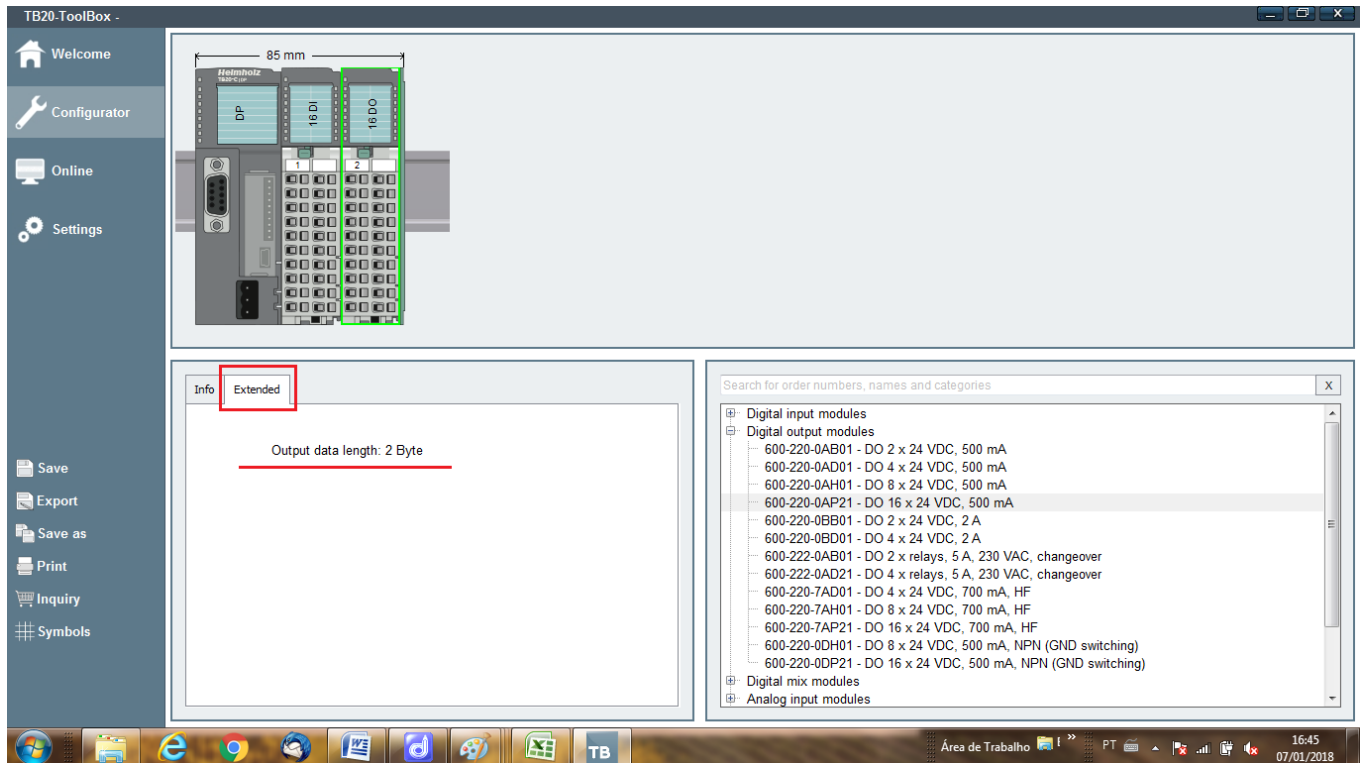 TB20-ToolBox -
Welcome
Configurator
Online
Settings
Save
Export
Save as
Print
Inquiry
Symbols
85 mm
Helmholz
DP
16 DI
16 DO
1
2
Info
Extended
Output data length: 2 Byte
Search for order numbers, names and categories
X
Digital input modules
Digital output modules
600-220-0AB01 - DO 2 x 24 VDC, 500 mA
600-220-0AD01 - DO 4 x 24 VDC, 500 mA
600-220-0AH01 - DO 8 x 24 VDC, 500 mA
600-220-0AP21 - DO 16 x 24 VDC, 500 mA
600-220-0BB01 - DO 2 x 24 VDC, 2 A
600-220-0BD01 - DO 4 x 24 VDC, 2 A
600-222-0AB01 - DO 2 x relays, 5 A, 230 VAC, changeover
600-222-0AD21 - DO 4 x relays, 5 A, 230 VAC, changeover
600-220-7AD01 - DO 4 x 24 VDC, 700 mA, HF
600-220-7AH01 - DO 8 x 24 VDC, 700 mA, HF
600-220-7AP21 - DO 16 x 24 VDC, 700 mA, HF
600-220-0DH01 - DO 8 x 24 VDC, 500 mA, NPN (GND switching)
600-220-0DP21 - DO 16 x 24 VDC, 500 mA, NPN (GND switching)
Digital mix modules
Analog input modules
TB
Área de Trabalho
PT
16:45
07/01/2018